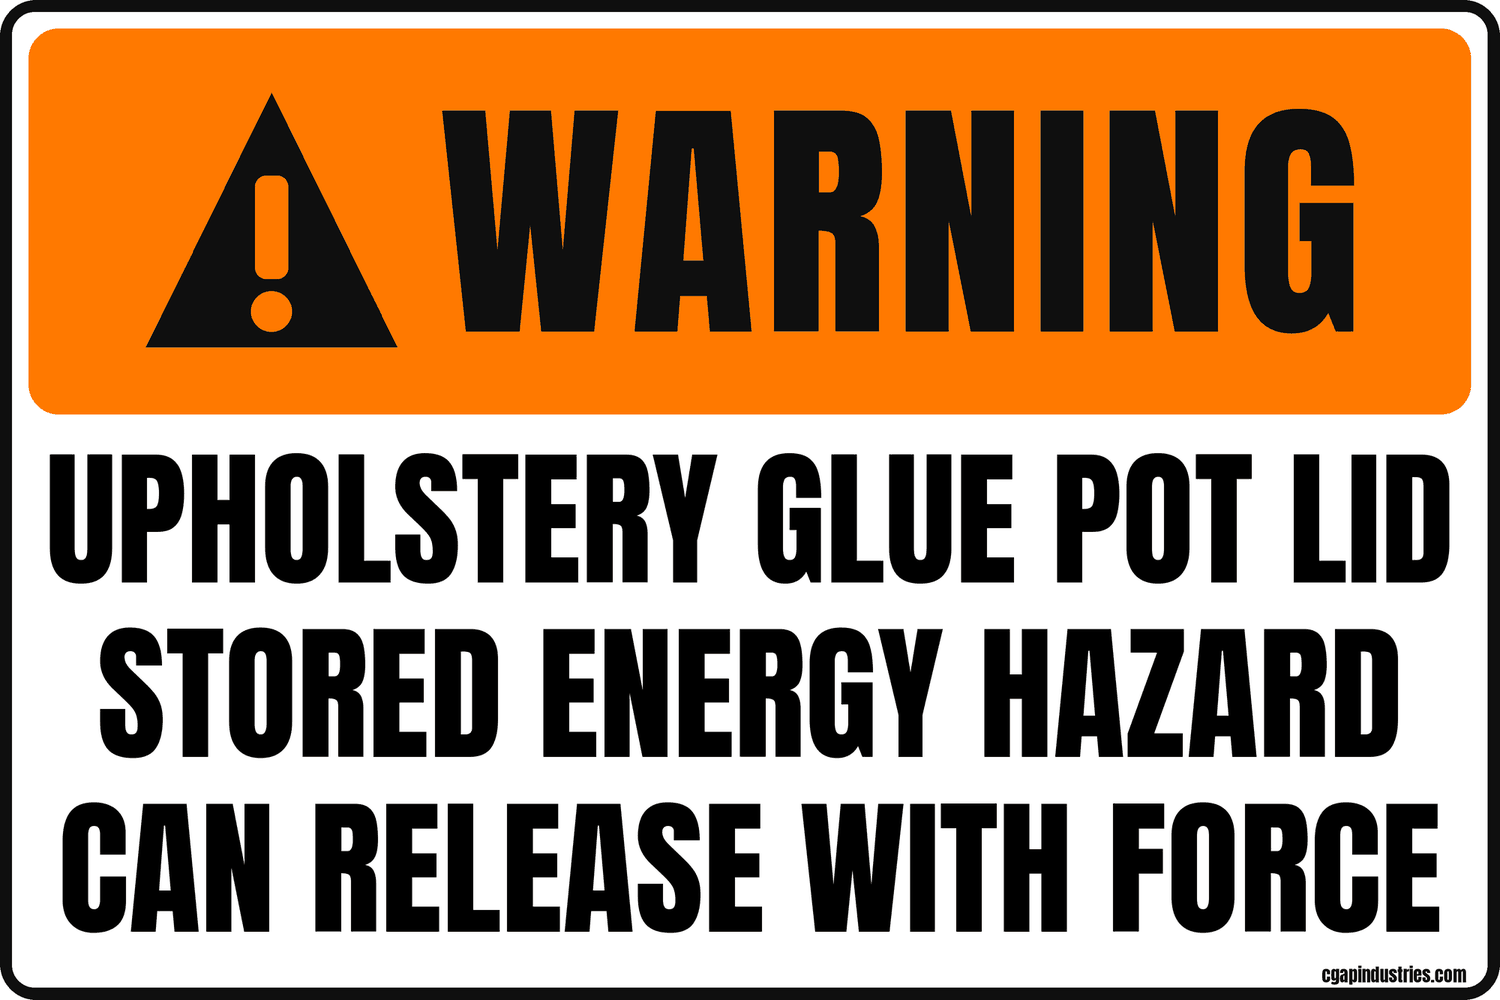 WARNING
UPHOLSTERY GLUE POT LID
STORED ENERGY HAZARD
CAN RELEASE WITH FORCE
cgapindustries.com